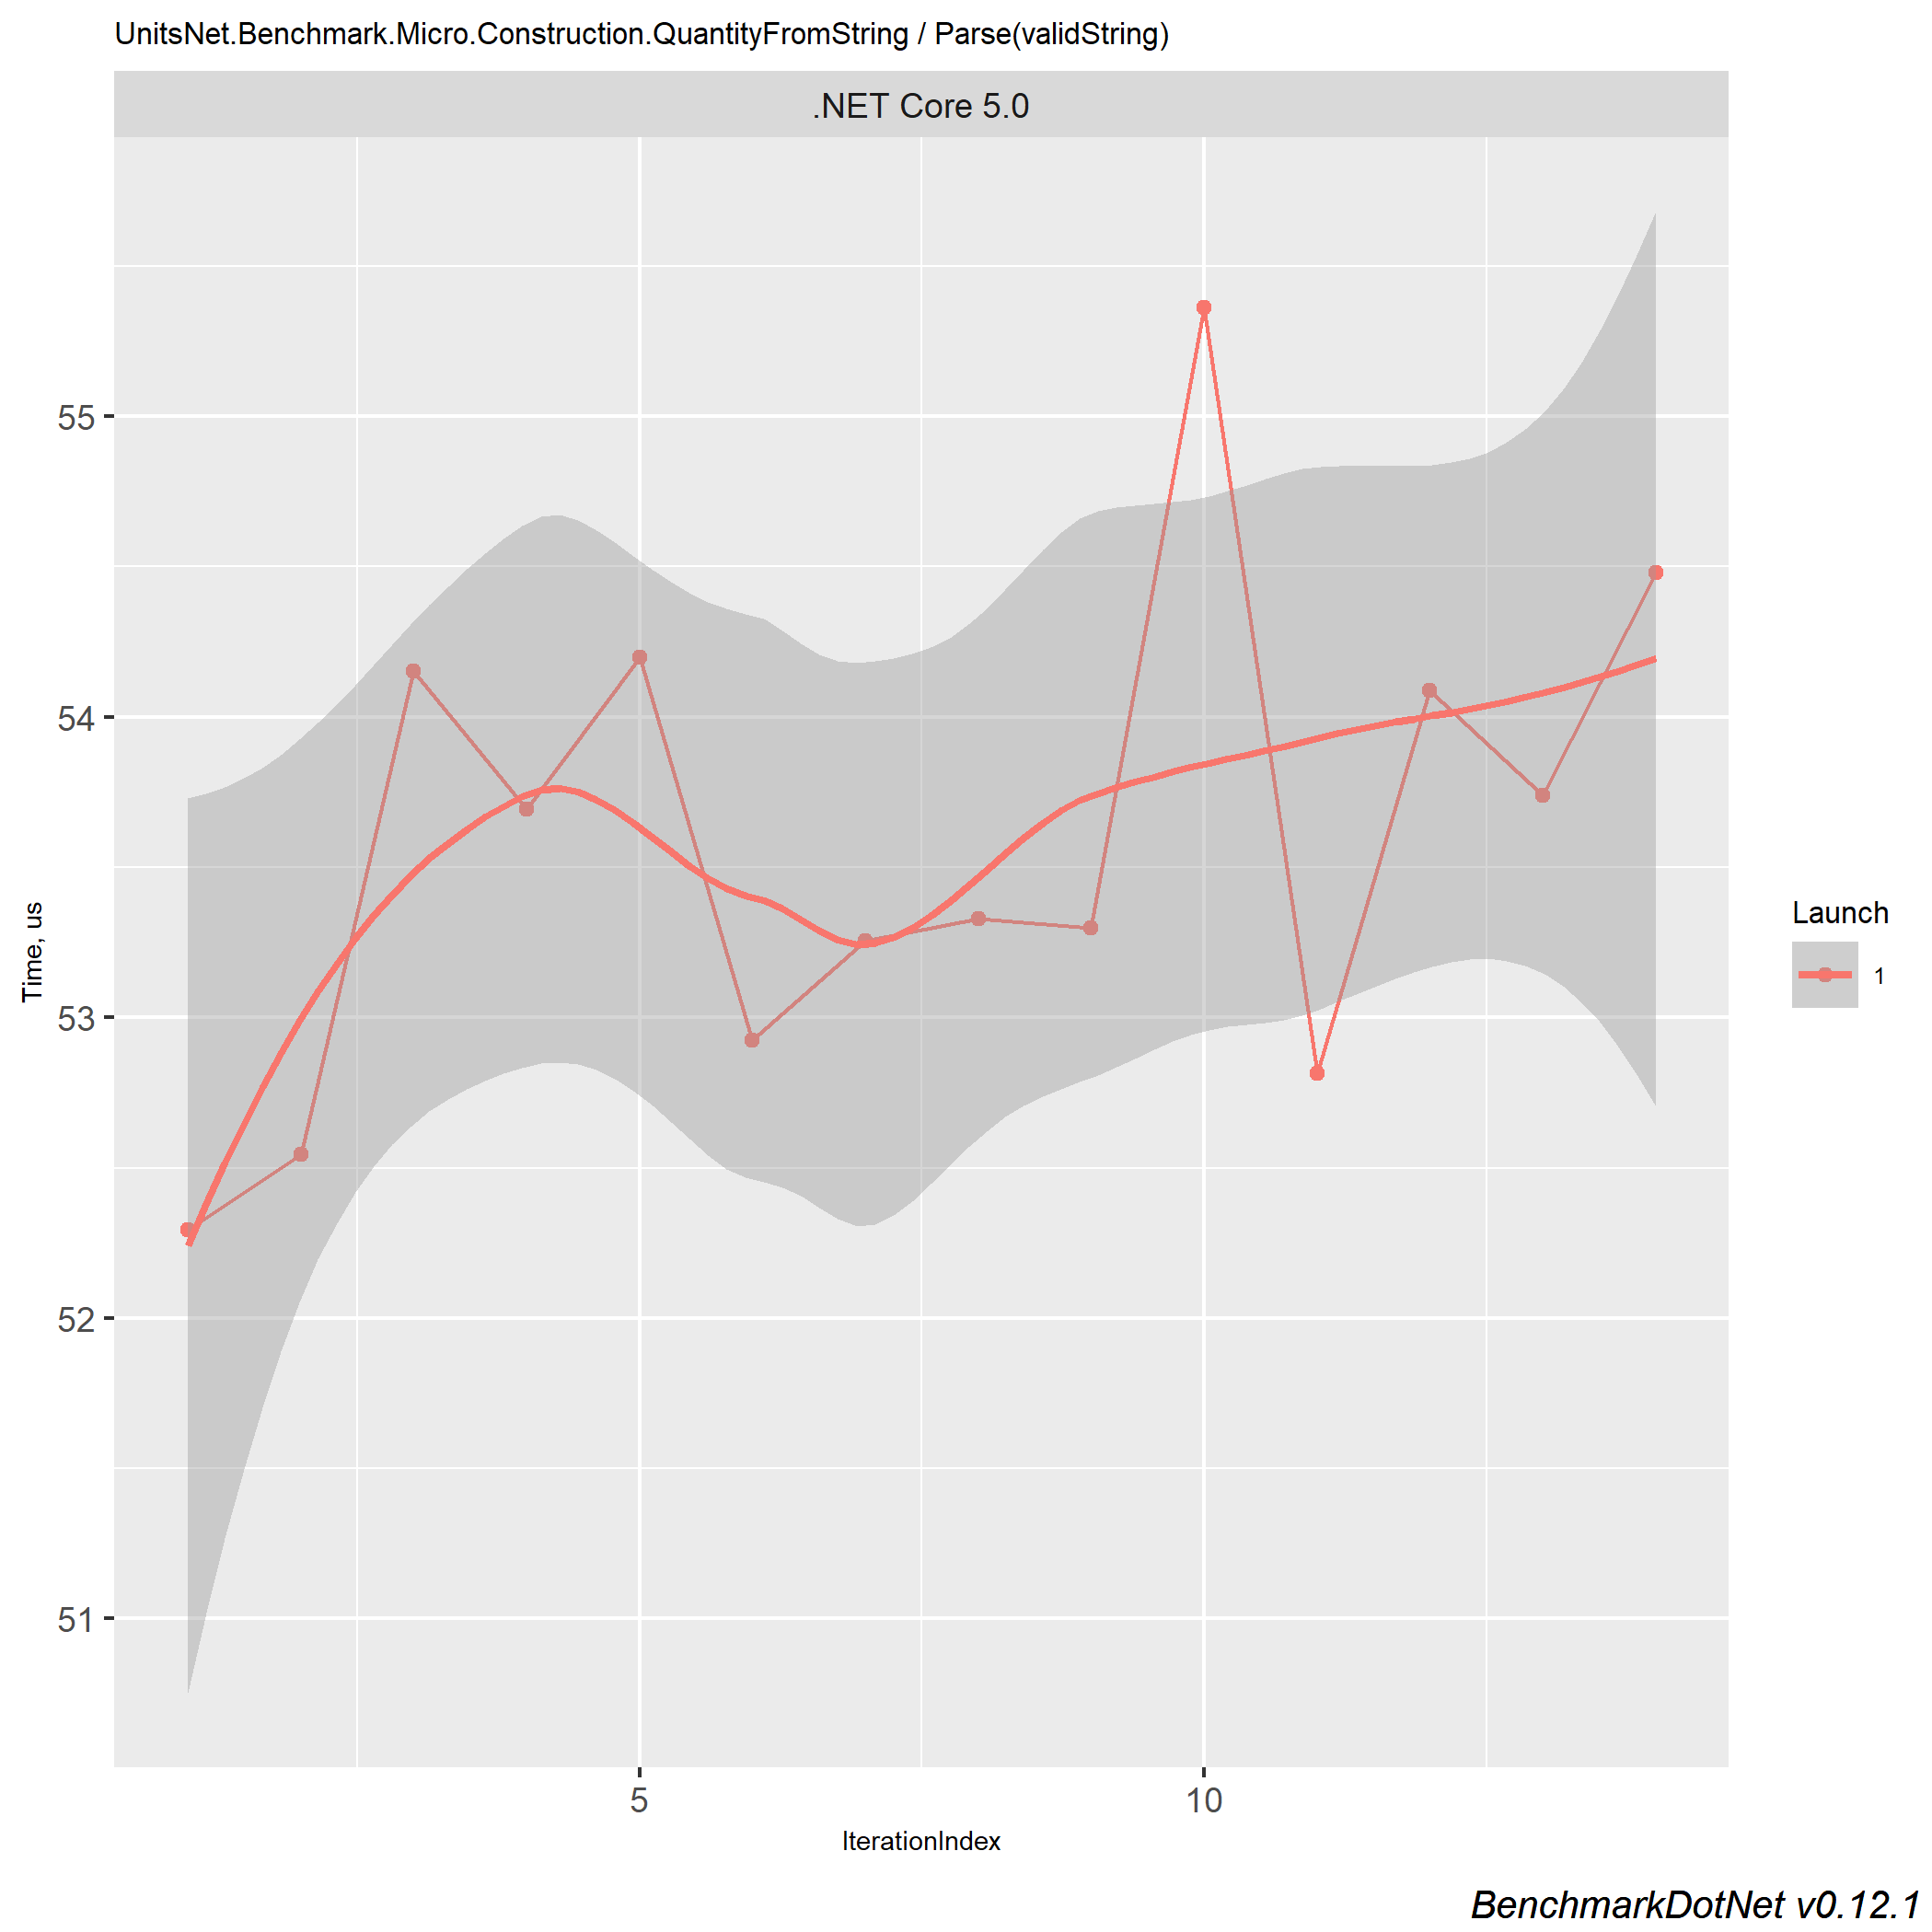 UnitsNet.Benchmark.Micro.Construction.QuantityFromString / Parse(validString)
.NET Core 5.0
55
54
53
52
51
Time, us
5
10
IterationIndex
Launch
1
BenchmarkDotNet v0.12.1